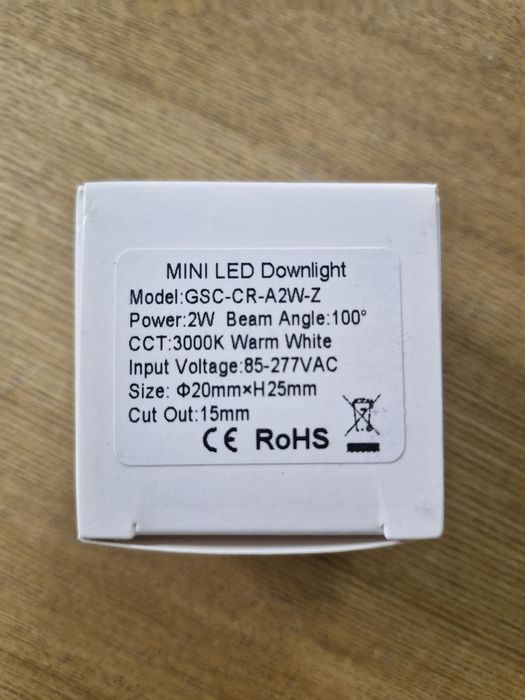 MINI LED Downlight
Model:GSC-CR-A2W-Z
Power:2W Beam Angle:100°
CCT:3000K Warm White
Input Voltage:85-277VAC
Size: Φ20mm×H25mm
Cut Out:15mm
CE RoHS